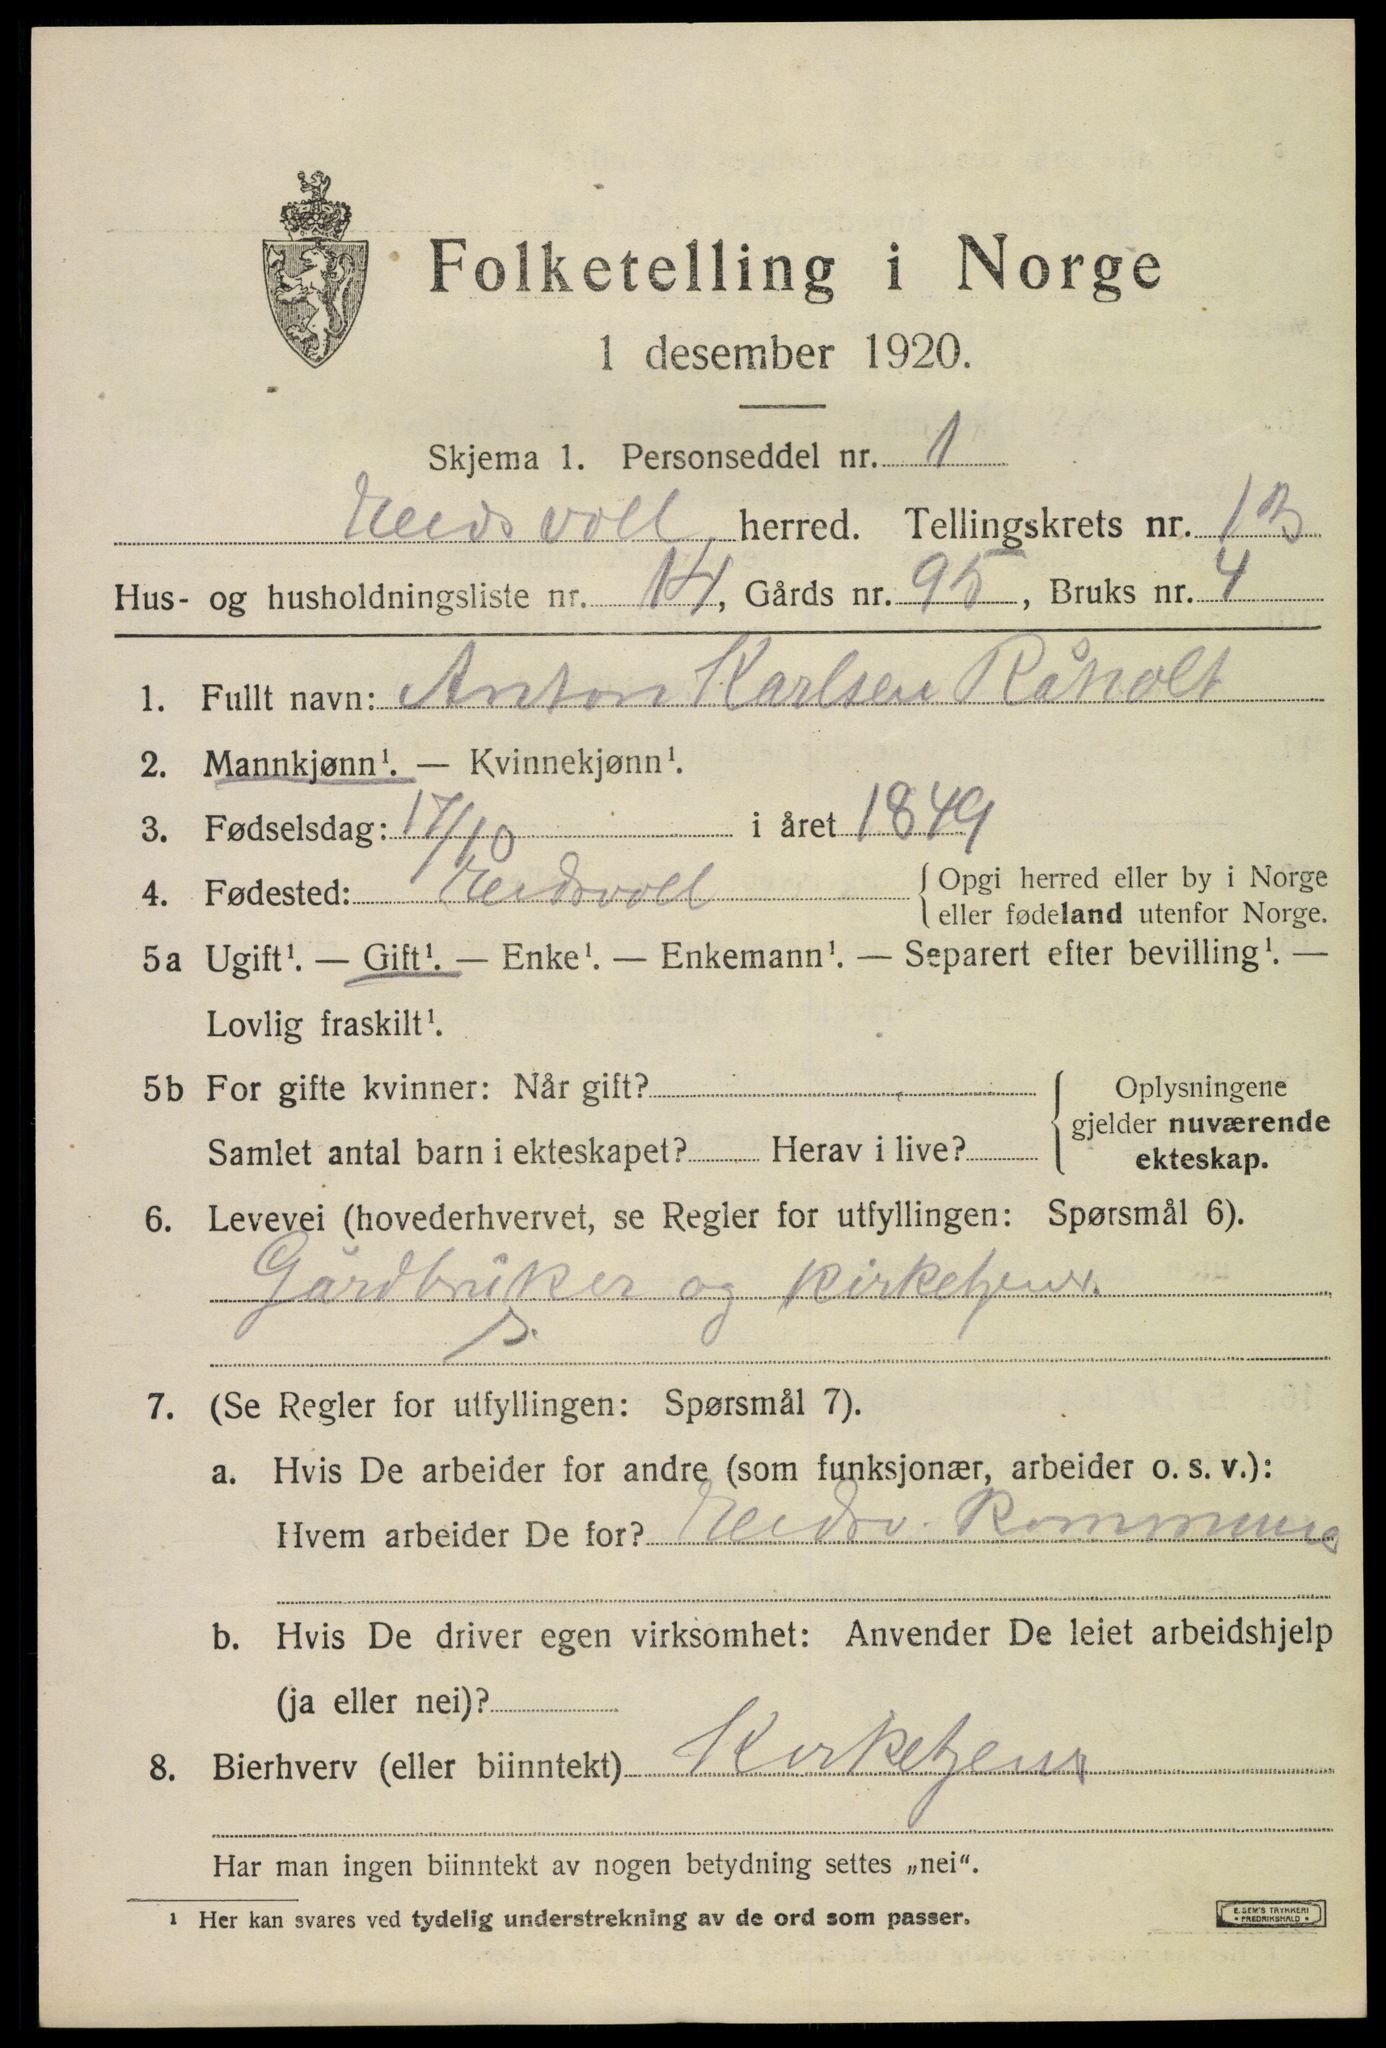 Folketelling i Norge
1 desember 1920.
Skjema 1. Personseddel nr. 1
Eidsvoll herred. Tellingskrets nr. 13
Hus- og husholdningsliste nr. 14, Gårds nr. 95, Bruks nr. 4
1. Fullt navn: Anton Karlsen Råholt
2. Mannkjønn¹. — Kvinnekjønn¹.
3. Fødselsdag: 17/10 i året 1849
4. Fødested: Eidsvoll { Opgi herred eller by i Norge
eller fødeland utenfor Norge.
5a Ugift¹. — Gift¹. — Enke¹. — Enkemann¹. — Separert efter bevilling¹. —
Lovlig fraskilt¹.
5b For gifte kvinner: Når gift?
Samlet antal barn i ekteskapet? Herav i live?
{ Oplysningene
gjelder nuværende
ekteskap.
6. Levevei (hovederhvervet, se Regler for utfyllingen: Spørsmål 6).
Gårdbruker og kirketjener.
S.
7. (Se Regler for utfyllingen: Spørsmål 7).
a. Hvis De arbeider for andre (som funksjonær, arbeider o. s. v.):
Hvem arbeider De for? Eidsv. Kommune
b. Hvis De driver egen virksomhet: Anvender De leiet arbeidshjelp
(ja eller nei)?
8. Bierhverv (eller biinntekt) Kirketjener
Har man ingen biinntekt av nogen betydning settes „nei“.
¹ Her kan svares ved tydelig understrekning av de ord som passer.
E. SEM'S TRYKKERI
• FREDRIKSHALD •